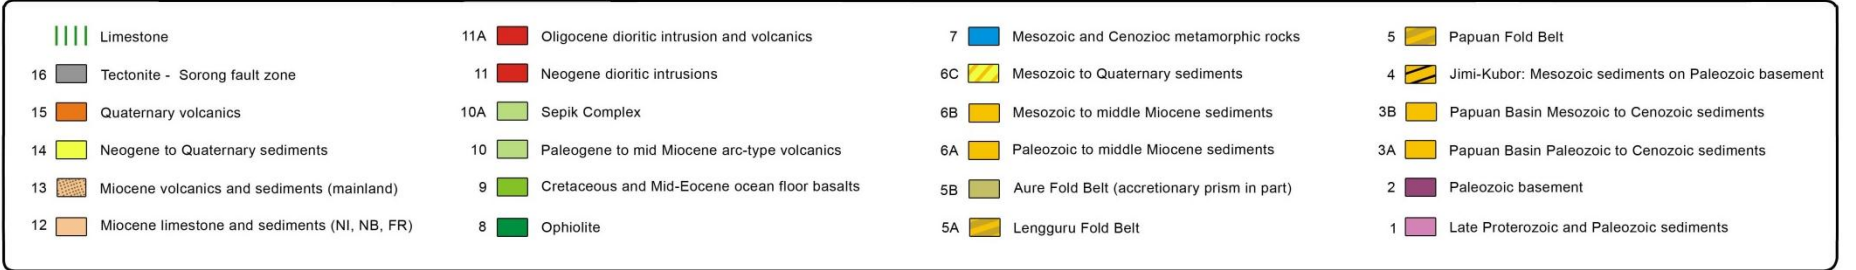 Limestone
16 Tectonite - Sorong fault zone
15 Quaternary volcanics
14 Neogene to Quaternary sediments
13 Miocene volcanics and sediments (mainland)
12 Miocene limestone and sediments (NI, NB, FR)
11A Oligocene dioritic intrusion and volcanics
11 Neogene dioritic intrusions
10A Sepik Complex
10 Paleogene to mid Miocene arc-type volcanics
9 Cretaceous and Mid-Eocene ocean floor basalts
8 Ophiolite
7 Mesozoic and Cenozioc metamorphic rocks
6C Mesozoic to Quaternary sediments
6B Mesozoic to middle Miocene sediments
6A Paleozoic to middle Miocene sediments
5B Aure Fold Belt (accretionary prism in part)
5A Lengguru Fold Belt
5 Papuan Fold Belt
4 Jimi-Kubor: Mesozoic sediments on Paleozoic basement
3B Papuan Basin Mesozoic to Cenozoic sediments
3A Papuan Basin Paleozoic to Cenozoic sediments
2 Paleozoic basement
1 Late Proterozoic and Paleozoic sediments